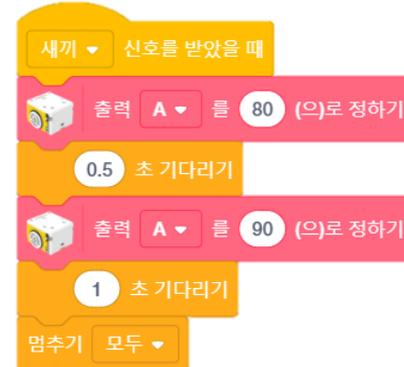 새끼 신호를 받았을 때
출력 A 를 80 (으)로 정하기
0.5 초 기다리기
출력 A 를 90 (으)로 정하기
1 초 기다리기
멈추기 모두